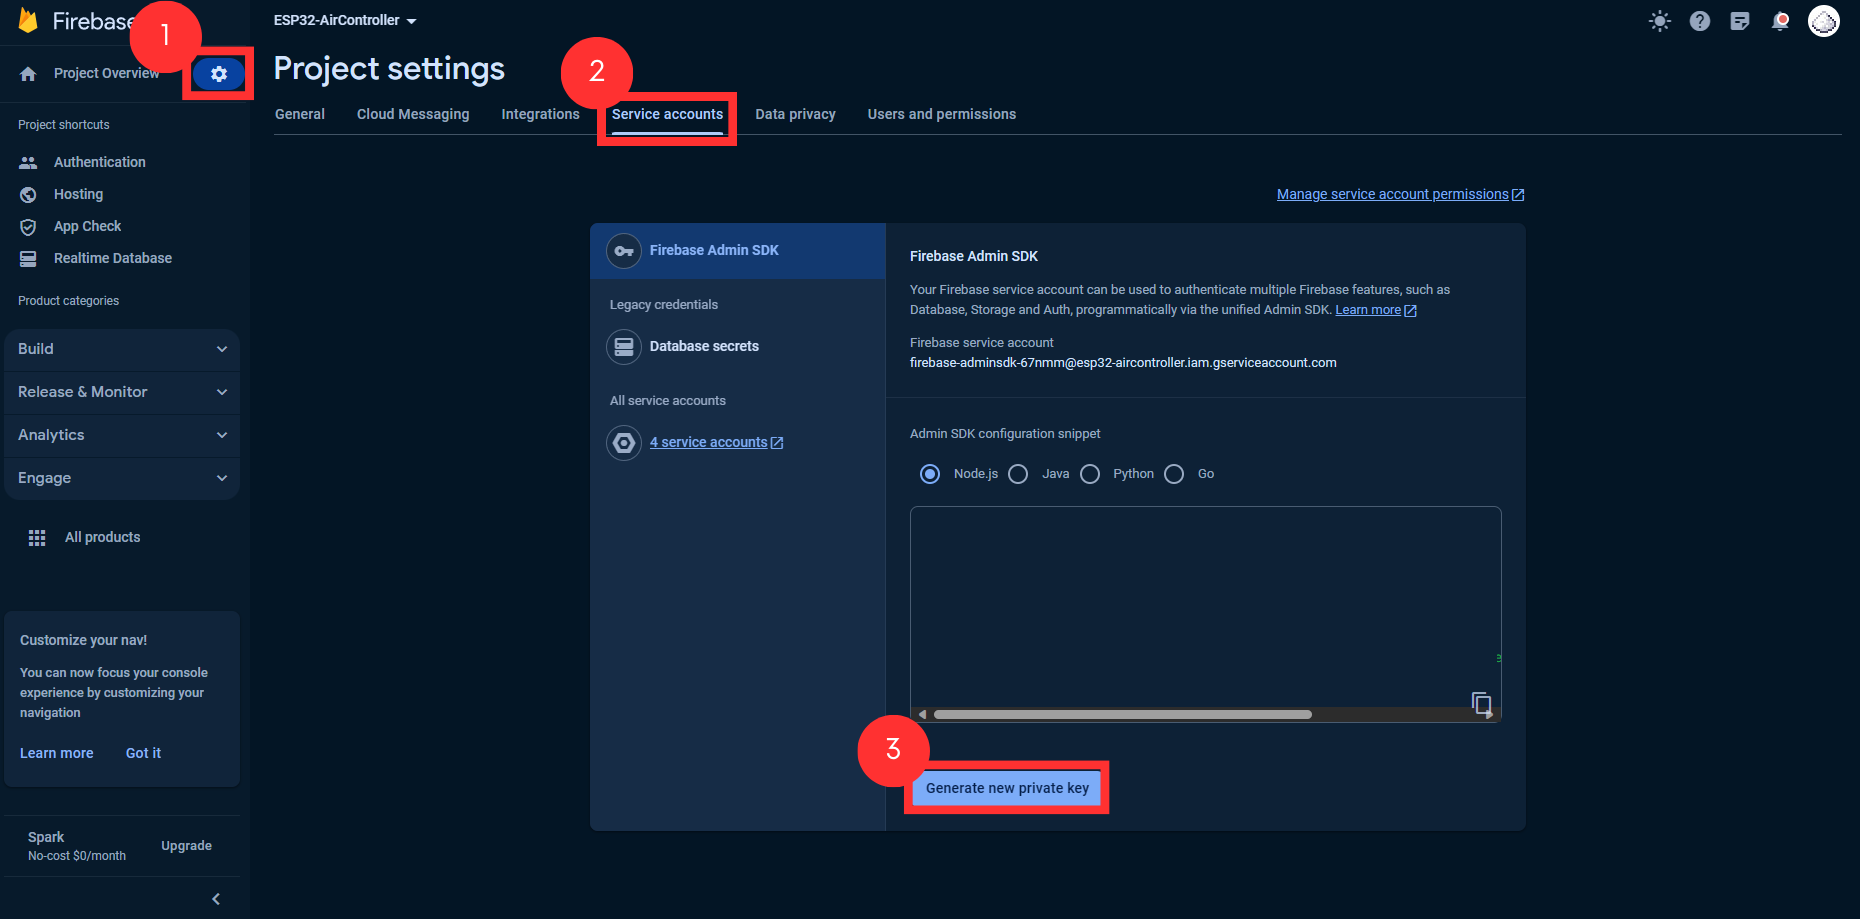 Firebase
1
ESP32-AirController
Project Overview
Project settings
2
General
Cloud Messaging
Integrations
Service accounts
Data privacy
Users and permissions
Project shortcuts
Authentication
Hosting
App Check
Realtime Database
Product categories
Build
Release & Monitor
Analytics
Engage
All products
Customize your nav!
You can now focus your console
experience by customizing your
navigation
Learn more
Got it
Spark
No-cost $0/month
Upgrade
Manage service account permissions
Firebase Admin SDK
Legacy credentials
Database secrets
All service accounts
4 service accounts
Firebase Admin SDK
Your Firebase service account can be used to authenticate multiple Firebase features, such as
Database, Storage and Auth, programmatically via the unified Admin SDK. Learn more
Firebase service account
firebase-adminsdk-67nmm@esp32-aircontroller.iam.gserviceaccount.com
Admin SDK configuration snippet
Node.js
Java
Python
Go
3
Generate new private key